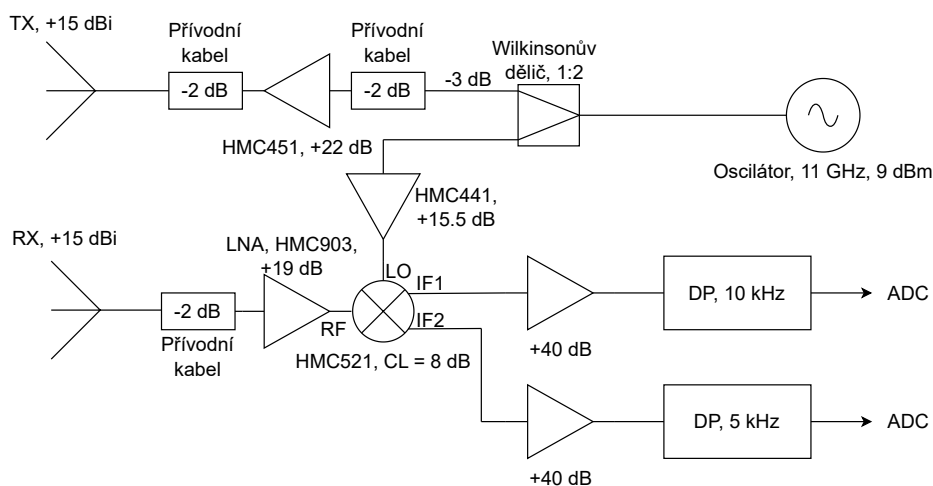 TX, +15 dBi
Přívodní
kabel
-2 dB
HMC451, +22 dB
Přívodní
kabel
-2 dB
-3 dB
Wilkinsonův
dělič, 1:2
Oscilátor, 11 GHz, 9 dBm
HMC441,
+15.5 dB
RX, +15 dBi
-2 dB
Přívodní
kabel
LNA, HMC903,
+19 dB
RF
LO
IF1
IF2
HMC521, CL = 8 dB
+40 dB
DP, 10 kHz
ADC
+40 dB
DP, 5 kHz
ADC